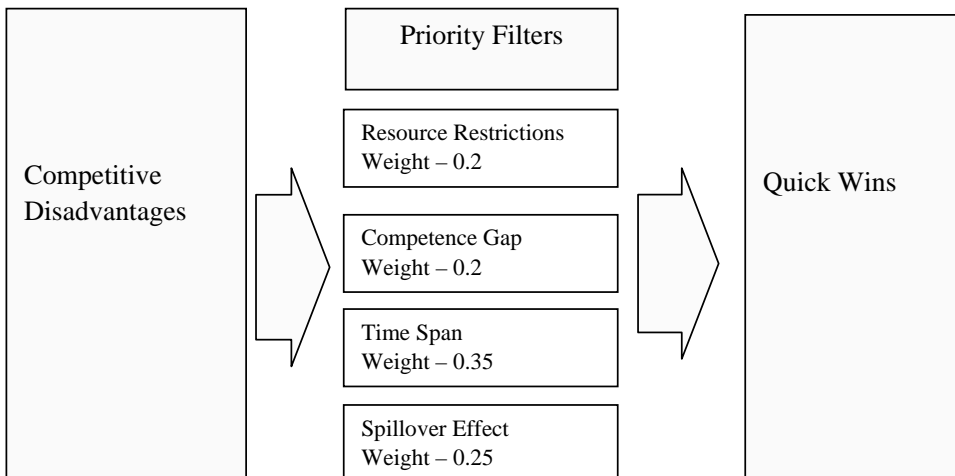 Competitive
Disadvantages
Priority Filters
Resource Restrictions
Weight – 0.2
Competence Gap
Weight – 0.2
Time Span
Weight – 0.35
Spillover Effect
Weight – 0.25
Quick Wins